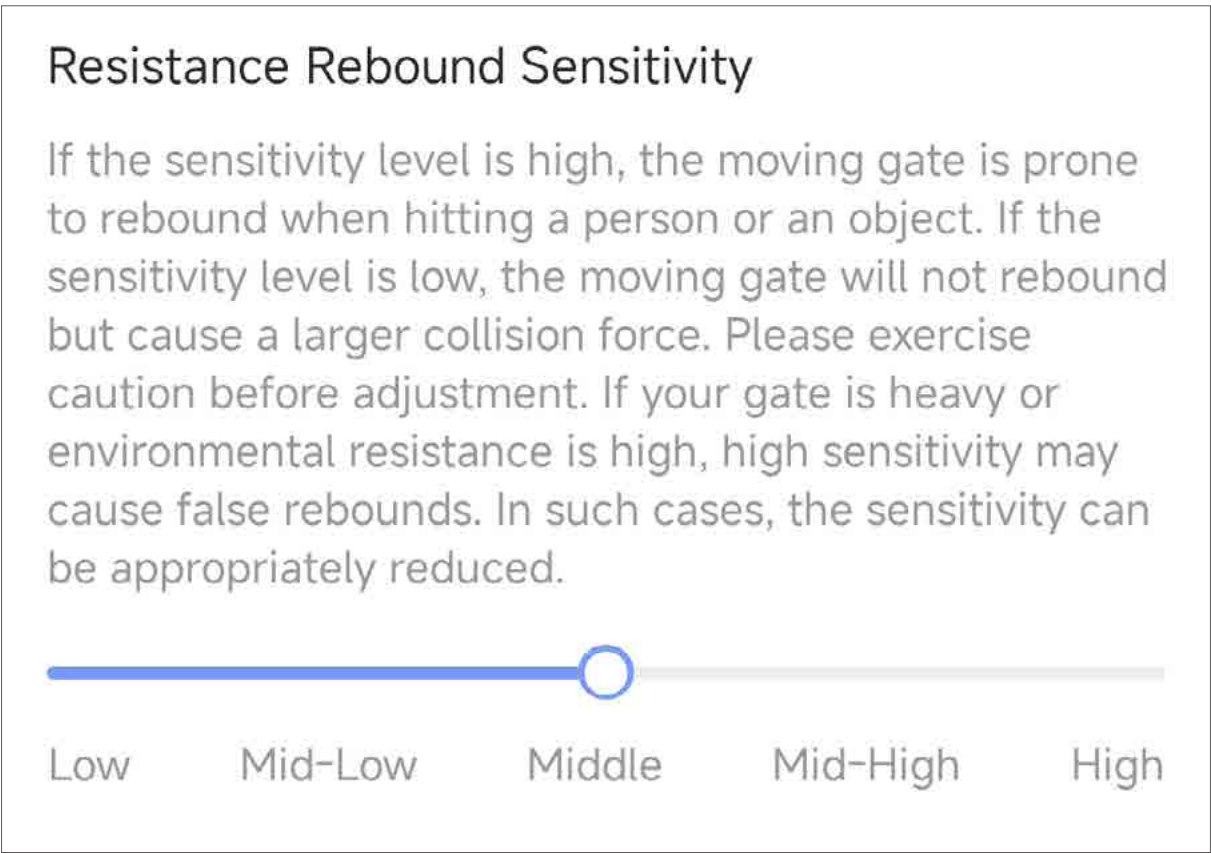 Resistance Rebound Sensitivity
If the sensitivity level is high, the moving gate is prone
to rebound when hitting a person or an object. If the
sensitivity level is low, the moving gate will not rebound
but cause a larger collision force. Please exercise
caution before adjustment. If your gate is heavy or
environmental resistance is high, high sensitivity may
cause false rebounds. In such cases, the sensitivity can
be appropriately reduced.
Low Mid-Low Middle Mid-High High